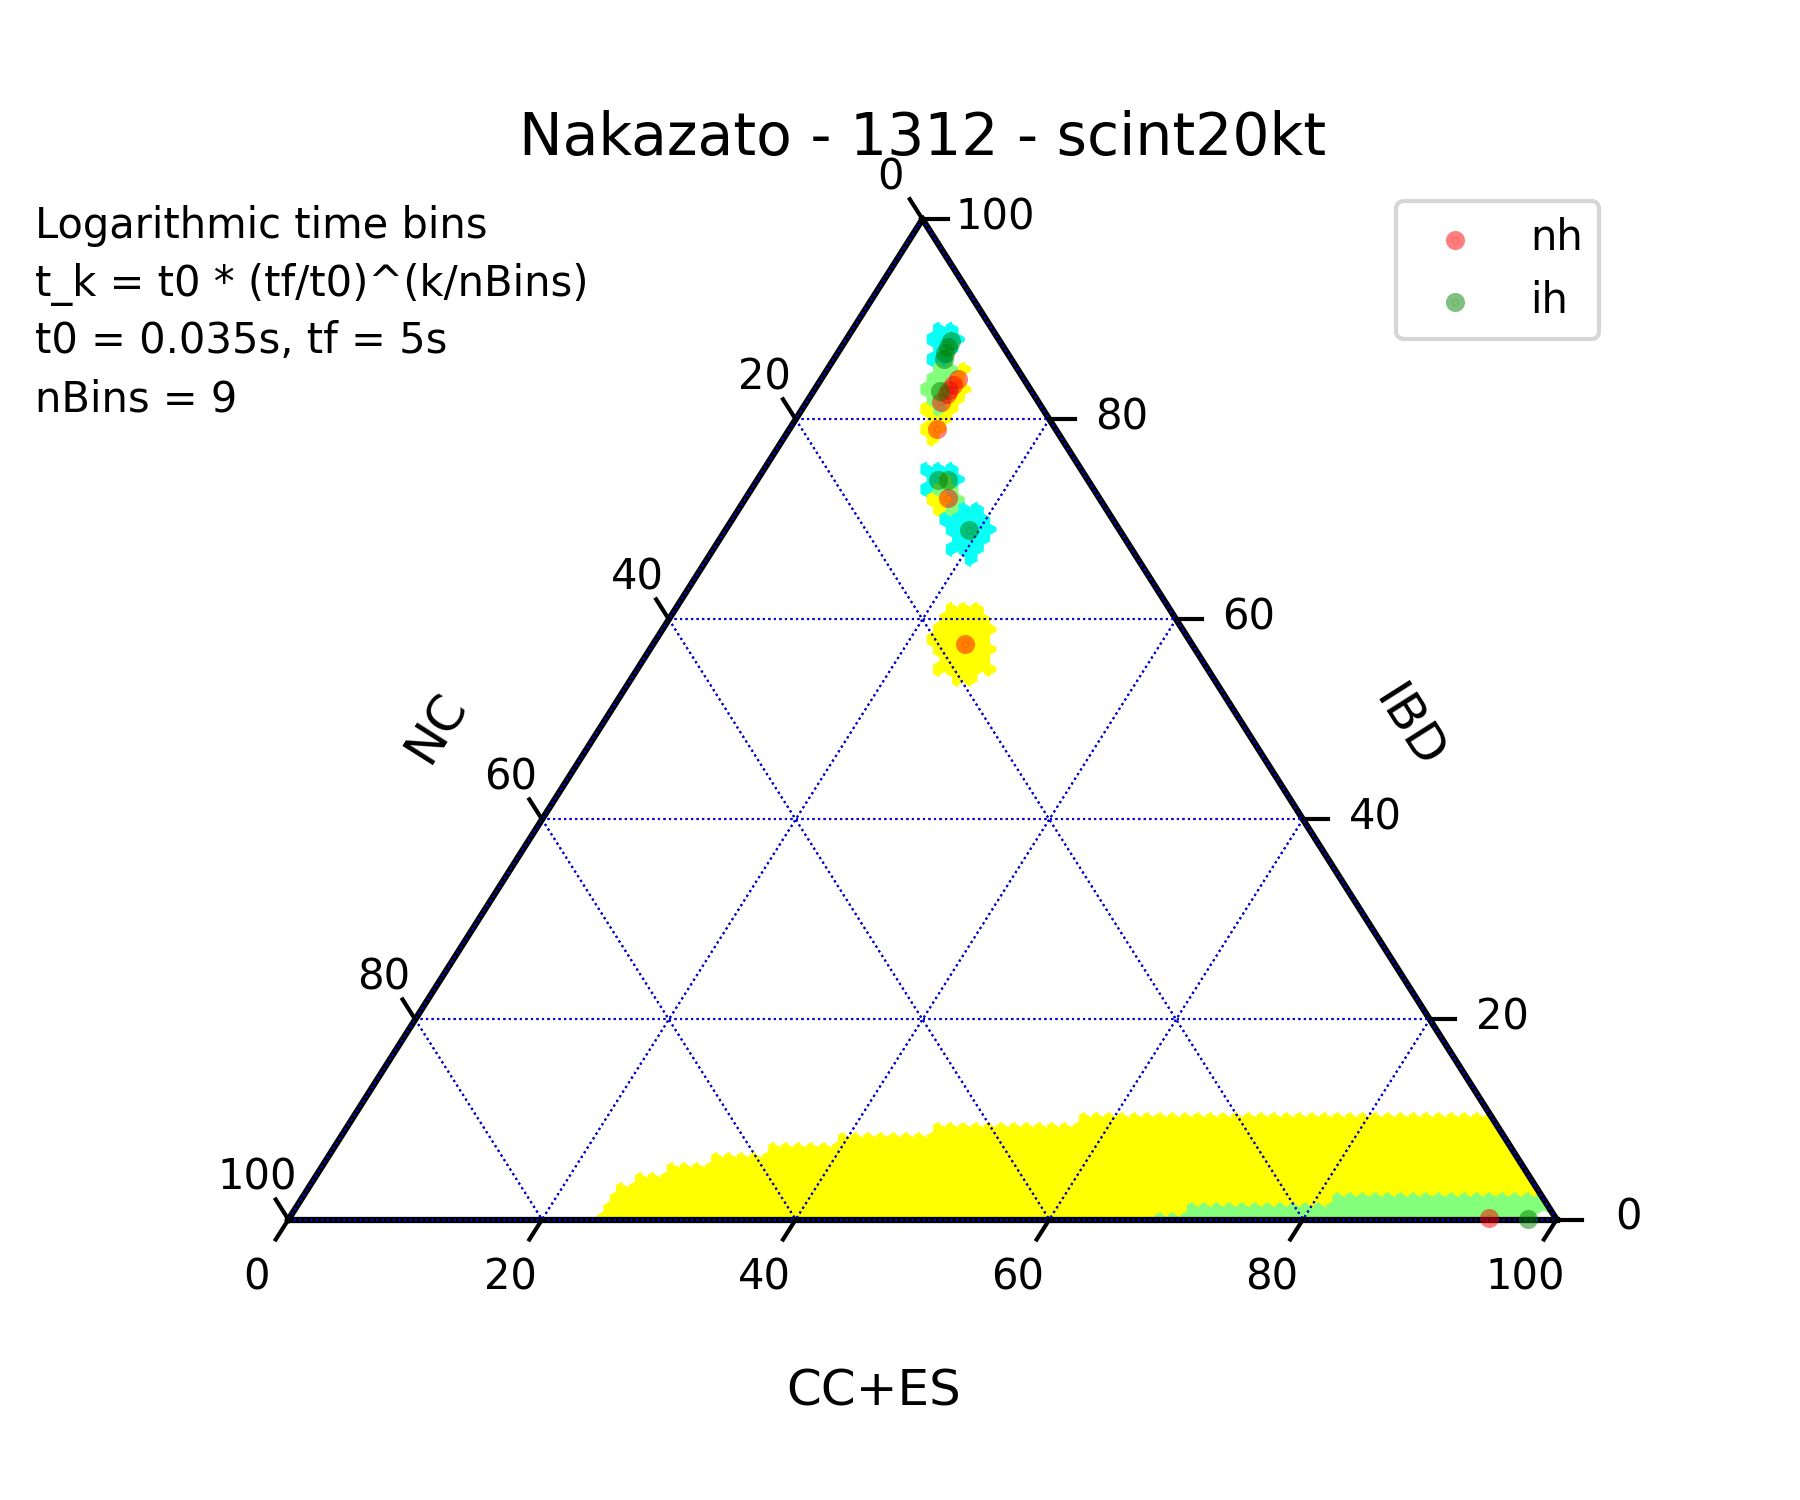 Nakazato - 1312 - scint20kt
Logarithmic time bins
t_k = t0 * (tf/t0)^(k/nBins)
t0 = 0.035s, tf = 5s
nBins = 9
nh
ih
0
100
20
80
40
60
NC
IBD
60
40
80
20
100
0
0
20
40
60
80
100
CC+ES